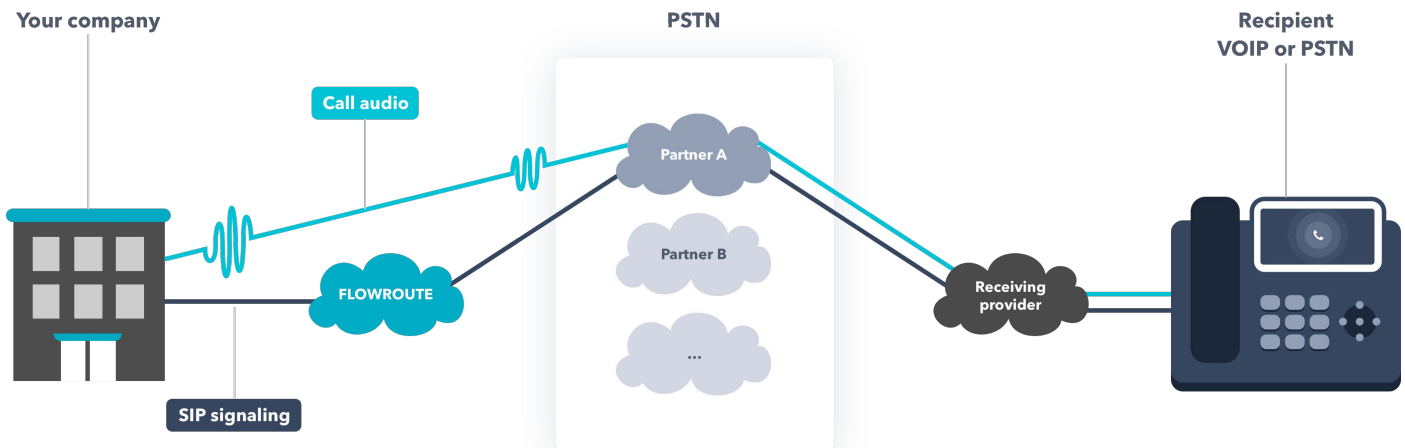 Your company
PSTN
Recipient
VOIP or PSTN
Call audio
Partner A
Partner B
FLOWROUTE
Receiving
provider
...
SIP signaling